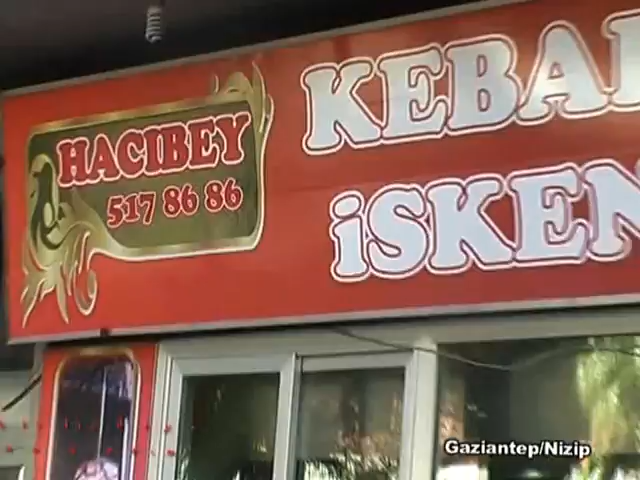 HACIBEY
517 86 86
KEBA
iSKEN
Gaziantep/Nizip